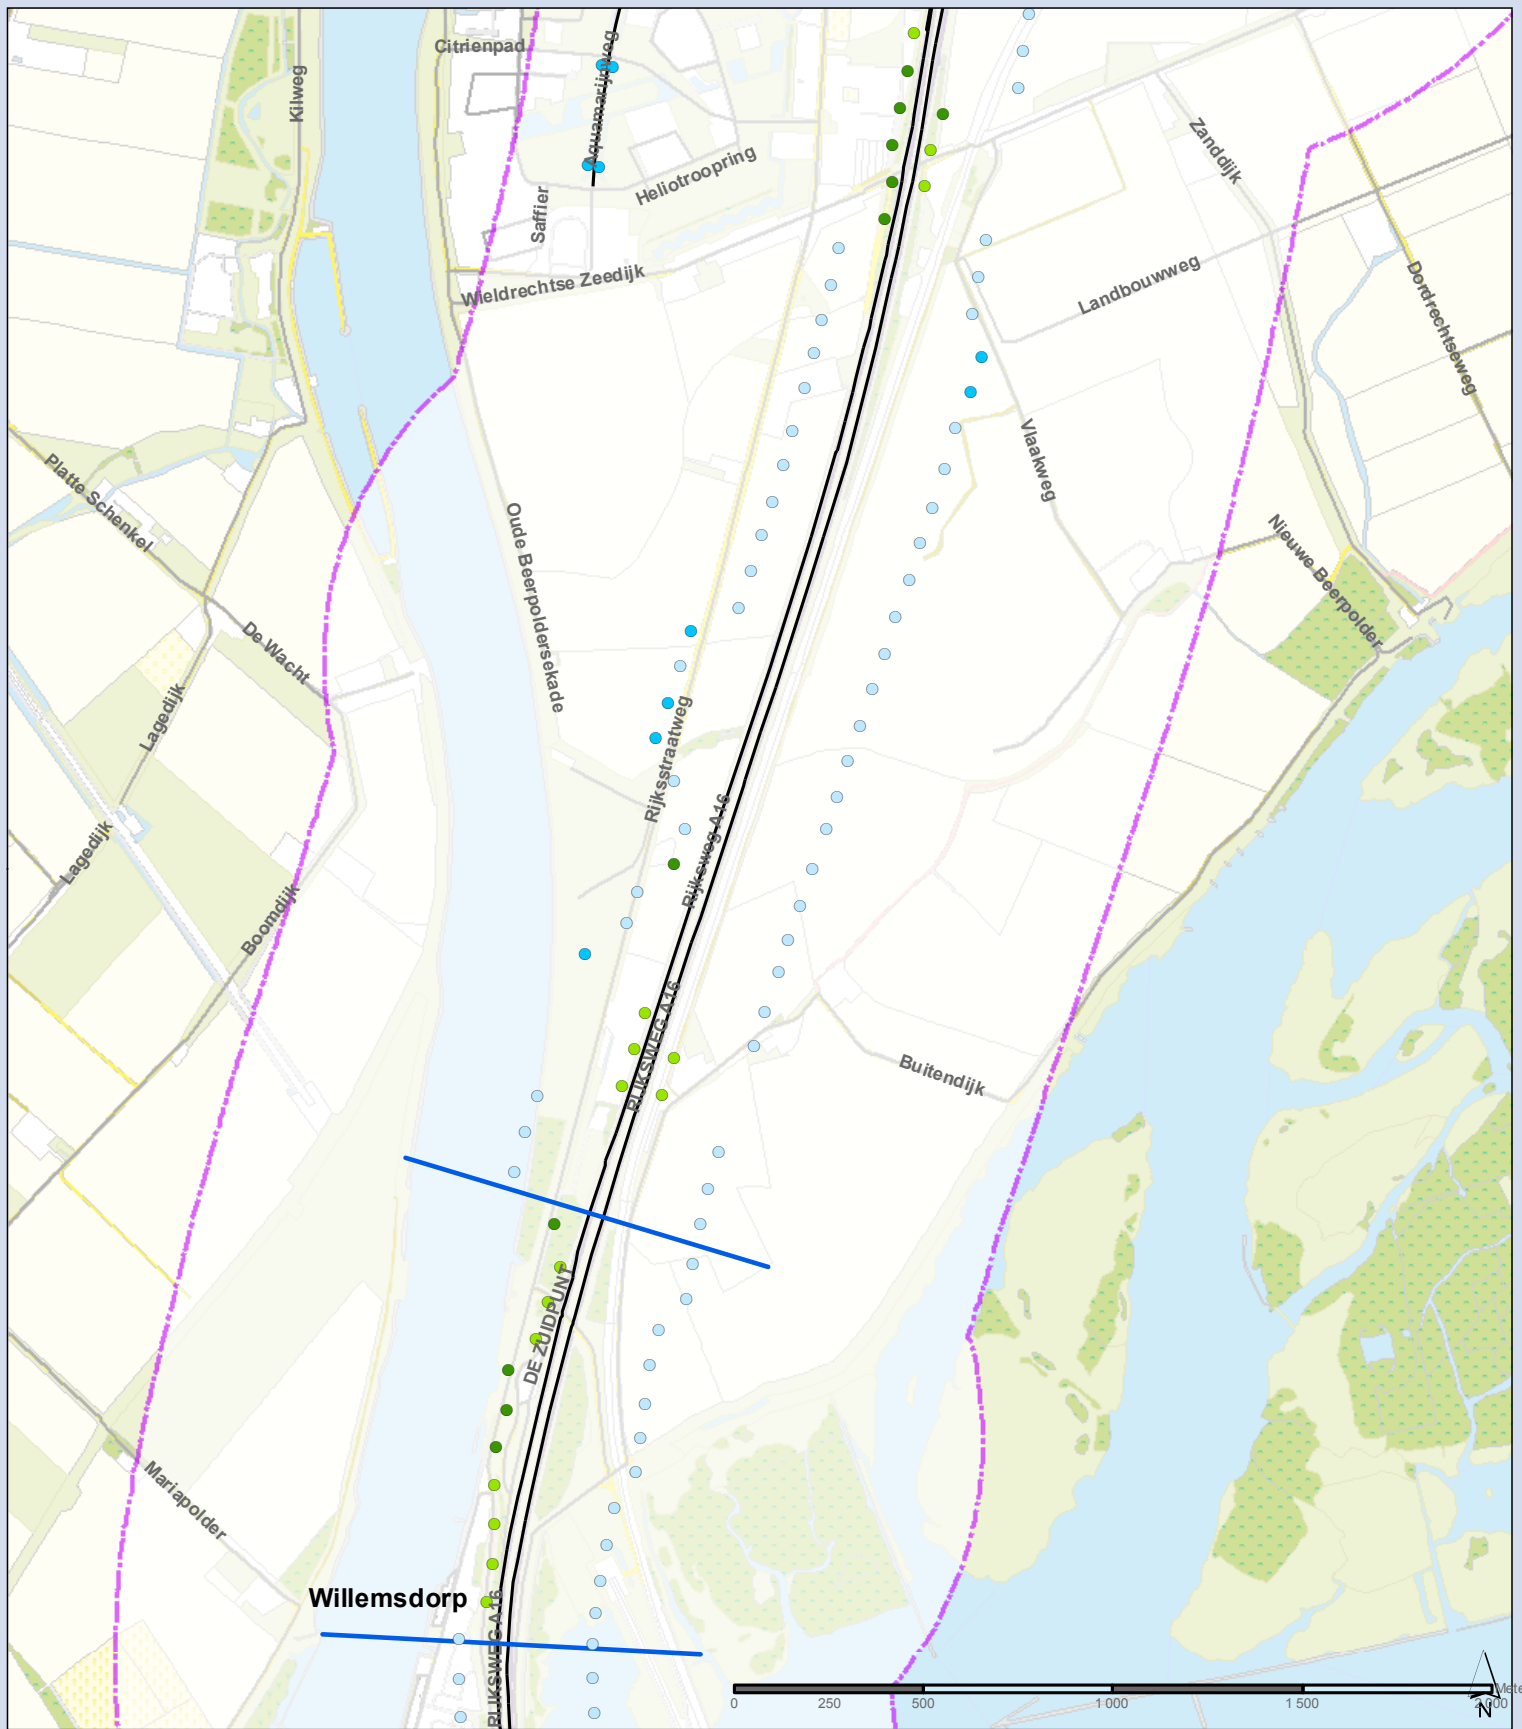 Citrienpad
Kilweg
Aquamarijnweg
Zanddijk
Heliotroopring
Saffier
Wieldrechtse Zeedijk
Landbouwweg
Dordrechtseweg
Vlaakweg
Platte Schenkel
Oude Beerpoldersekade
Nieuwe Beerpolder
De Wacht
Lagedijk
Rijksstraatweg
Rijksweg A16
Lagedijk
Boomdijk
RIJKSWEG A16
Buitendijk
DE ZUIDPUNT
Mariapolder
Willemsdorp
RIJKSWEG A16
0 250 500 1 000 1 500 2 000
Mete
N